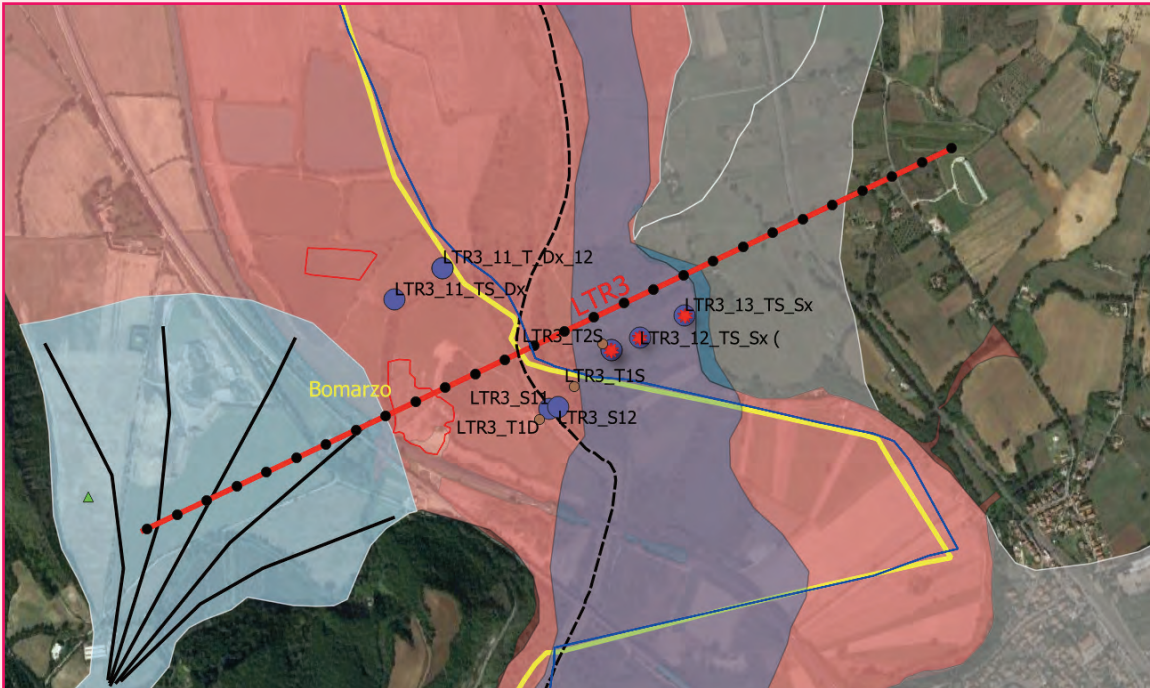 LTR3_11_T_Dx_12
LTR3_11_TS_Dx
LTR3
LTR3_13_TS_Sx
LTR3_T2S
LTR3_12_TS_Sx (
LTR3_T1S
Bomarzo
LTR3_S11
LTR3_S12
LTR3_T1D